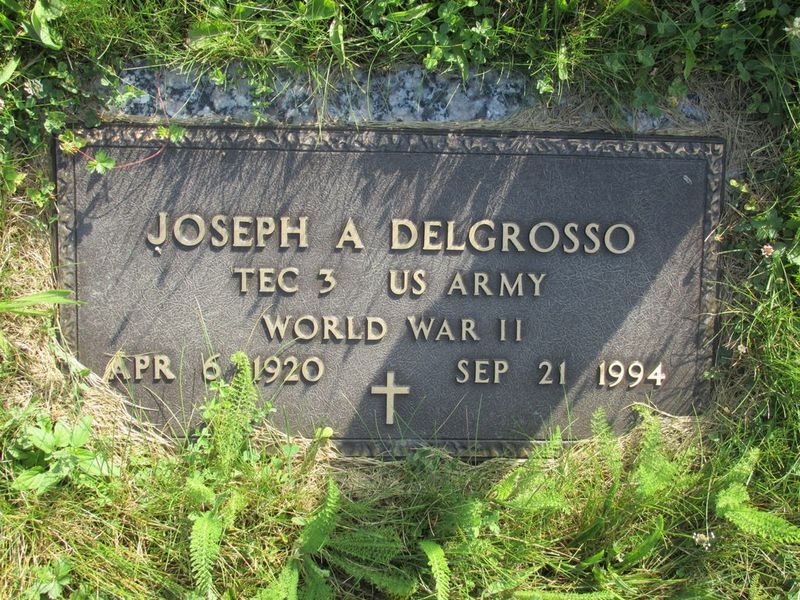 JOSEPH A DELGROSSO
TEC 3 US ARMY
WORLD WAR II
APR 6 1920 SEP 21 1994